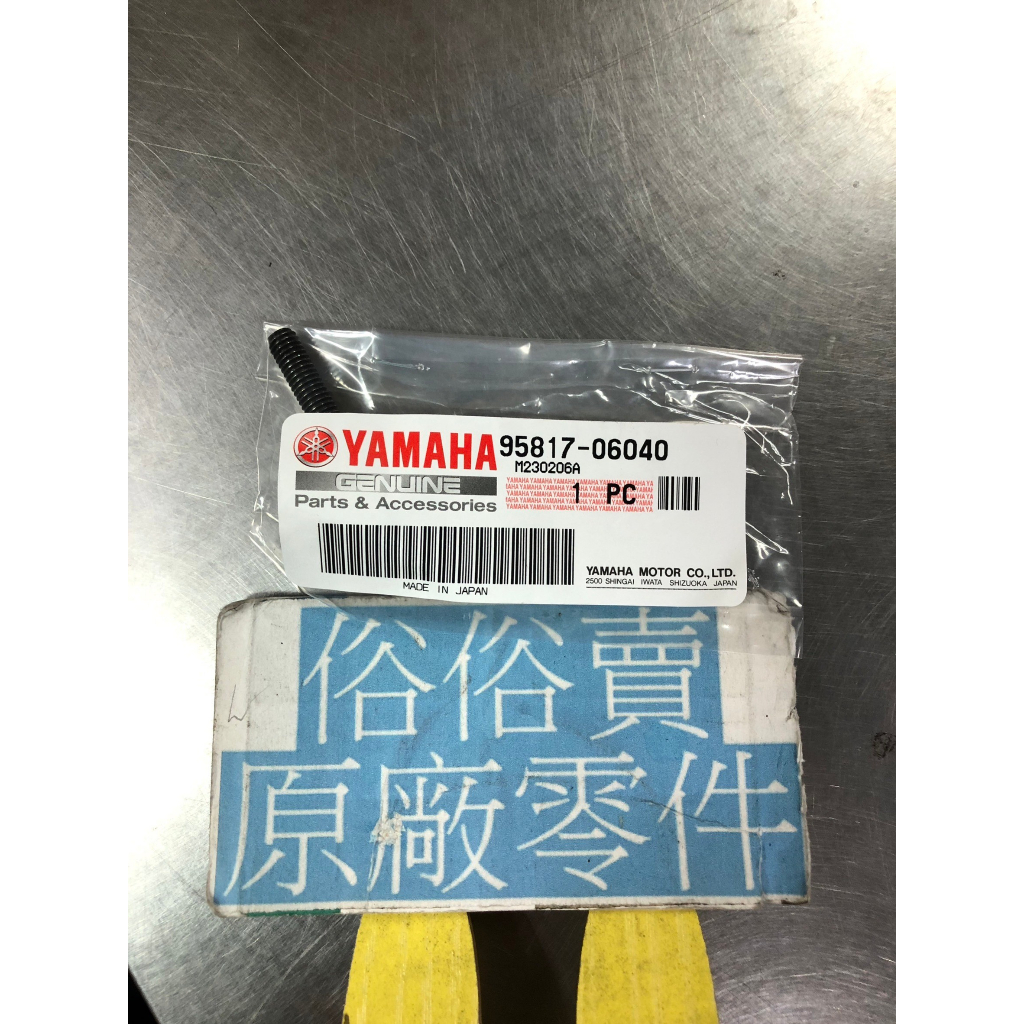 YAMAHA 95817-06040
M230206A
GENUINE
1 PC
Parts & Accessories
YAMAHA MOTOR CO.,LTD.
2500 SHINGAI IWATA SHIZUOKA JAPAN
MADE IN JAPAN
俗俗賣
原廠零件